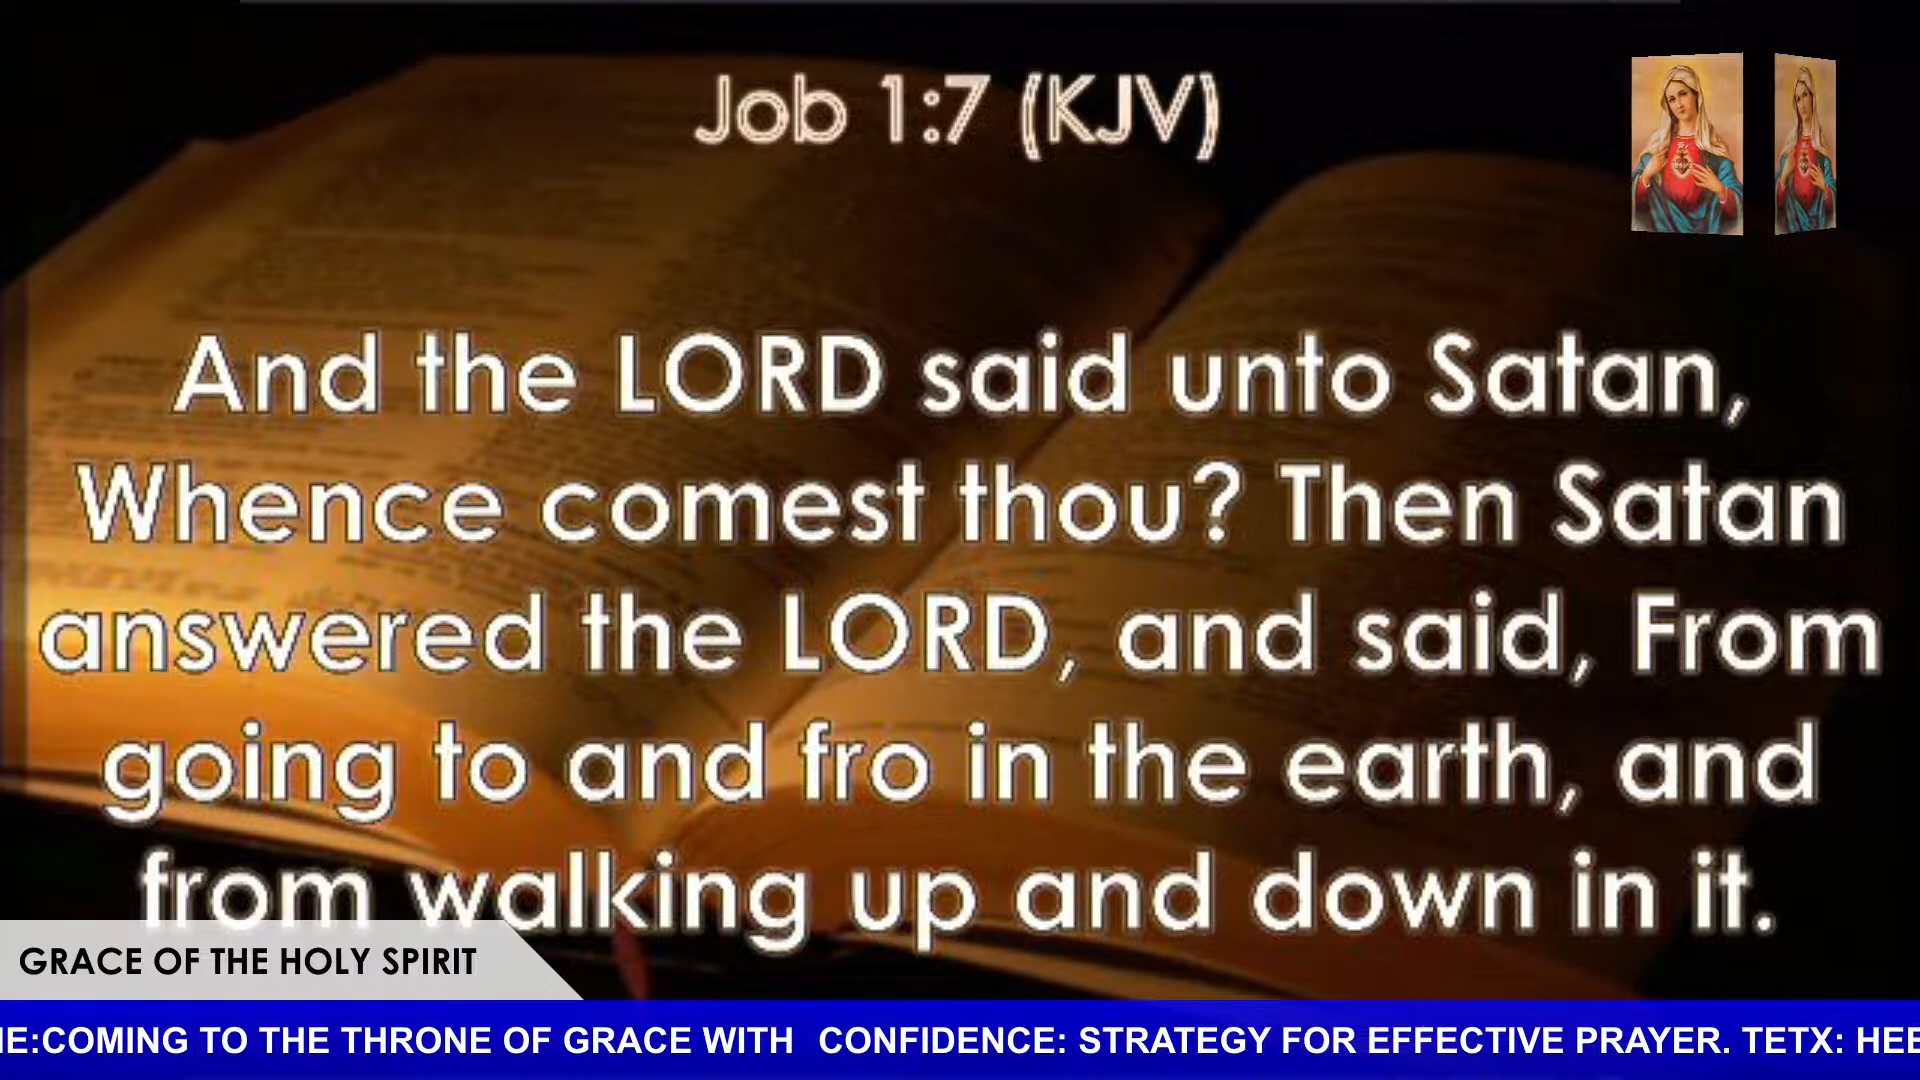 Job 1:7 (KJV)
And the LORD said unto Satan,
Whence comest thou? Then Satan
answered the LORD, and said, From
going to and fro in the earth, and
from walking up and down in it.
GRACE OF THE HOLY SPIRIT
COMING TO THE THRONE OF GRACE WITH CONFIDENCE: STRATEGY FOR EFFECTIVE PRAYER. TETX: